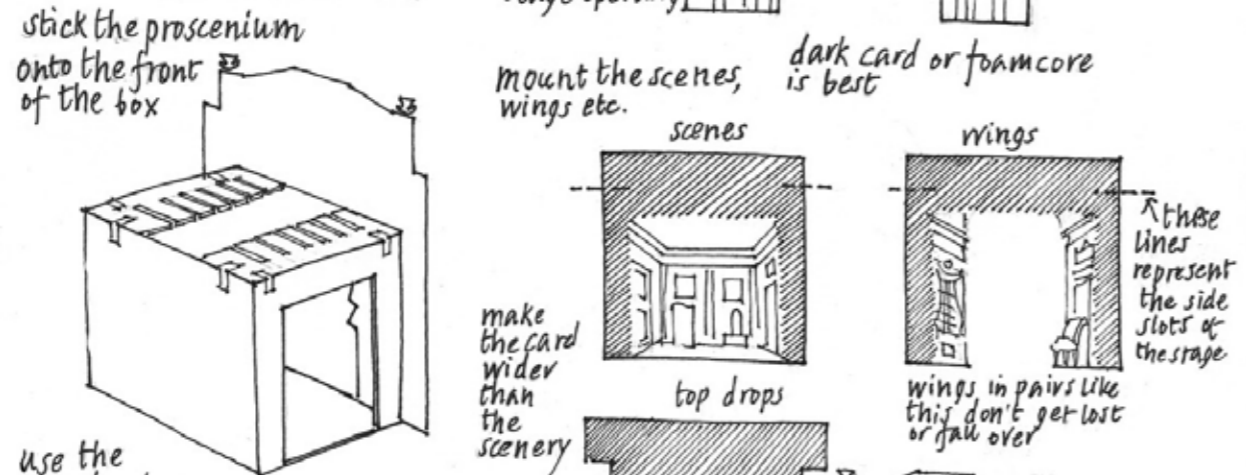 stick the proscenium
onto the front
of the box
mount the scenes,
wings etc.
dark card or foamcore
is best
scenes
wings
these
lines
represent
the side
slots of
the stage
make
the card
wider
than
the
scenery
top drops
wings in pairs like
this don't get lost
or fall over
use the